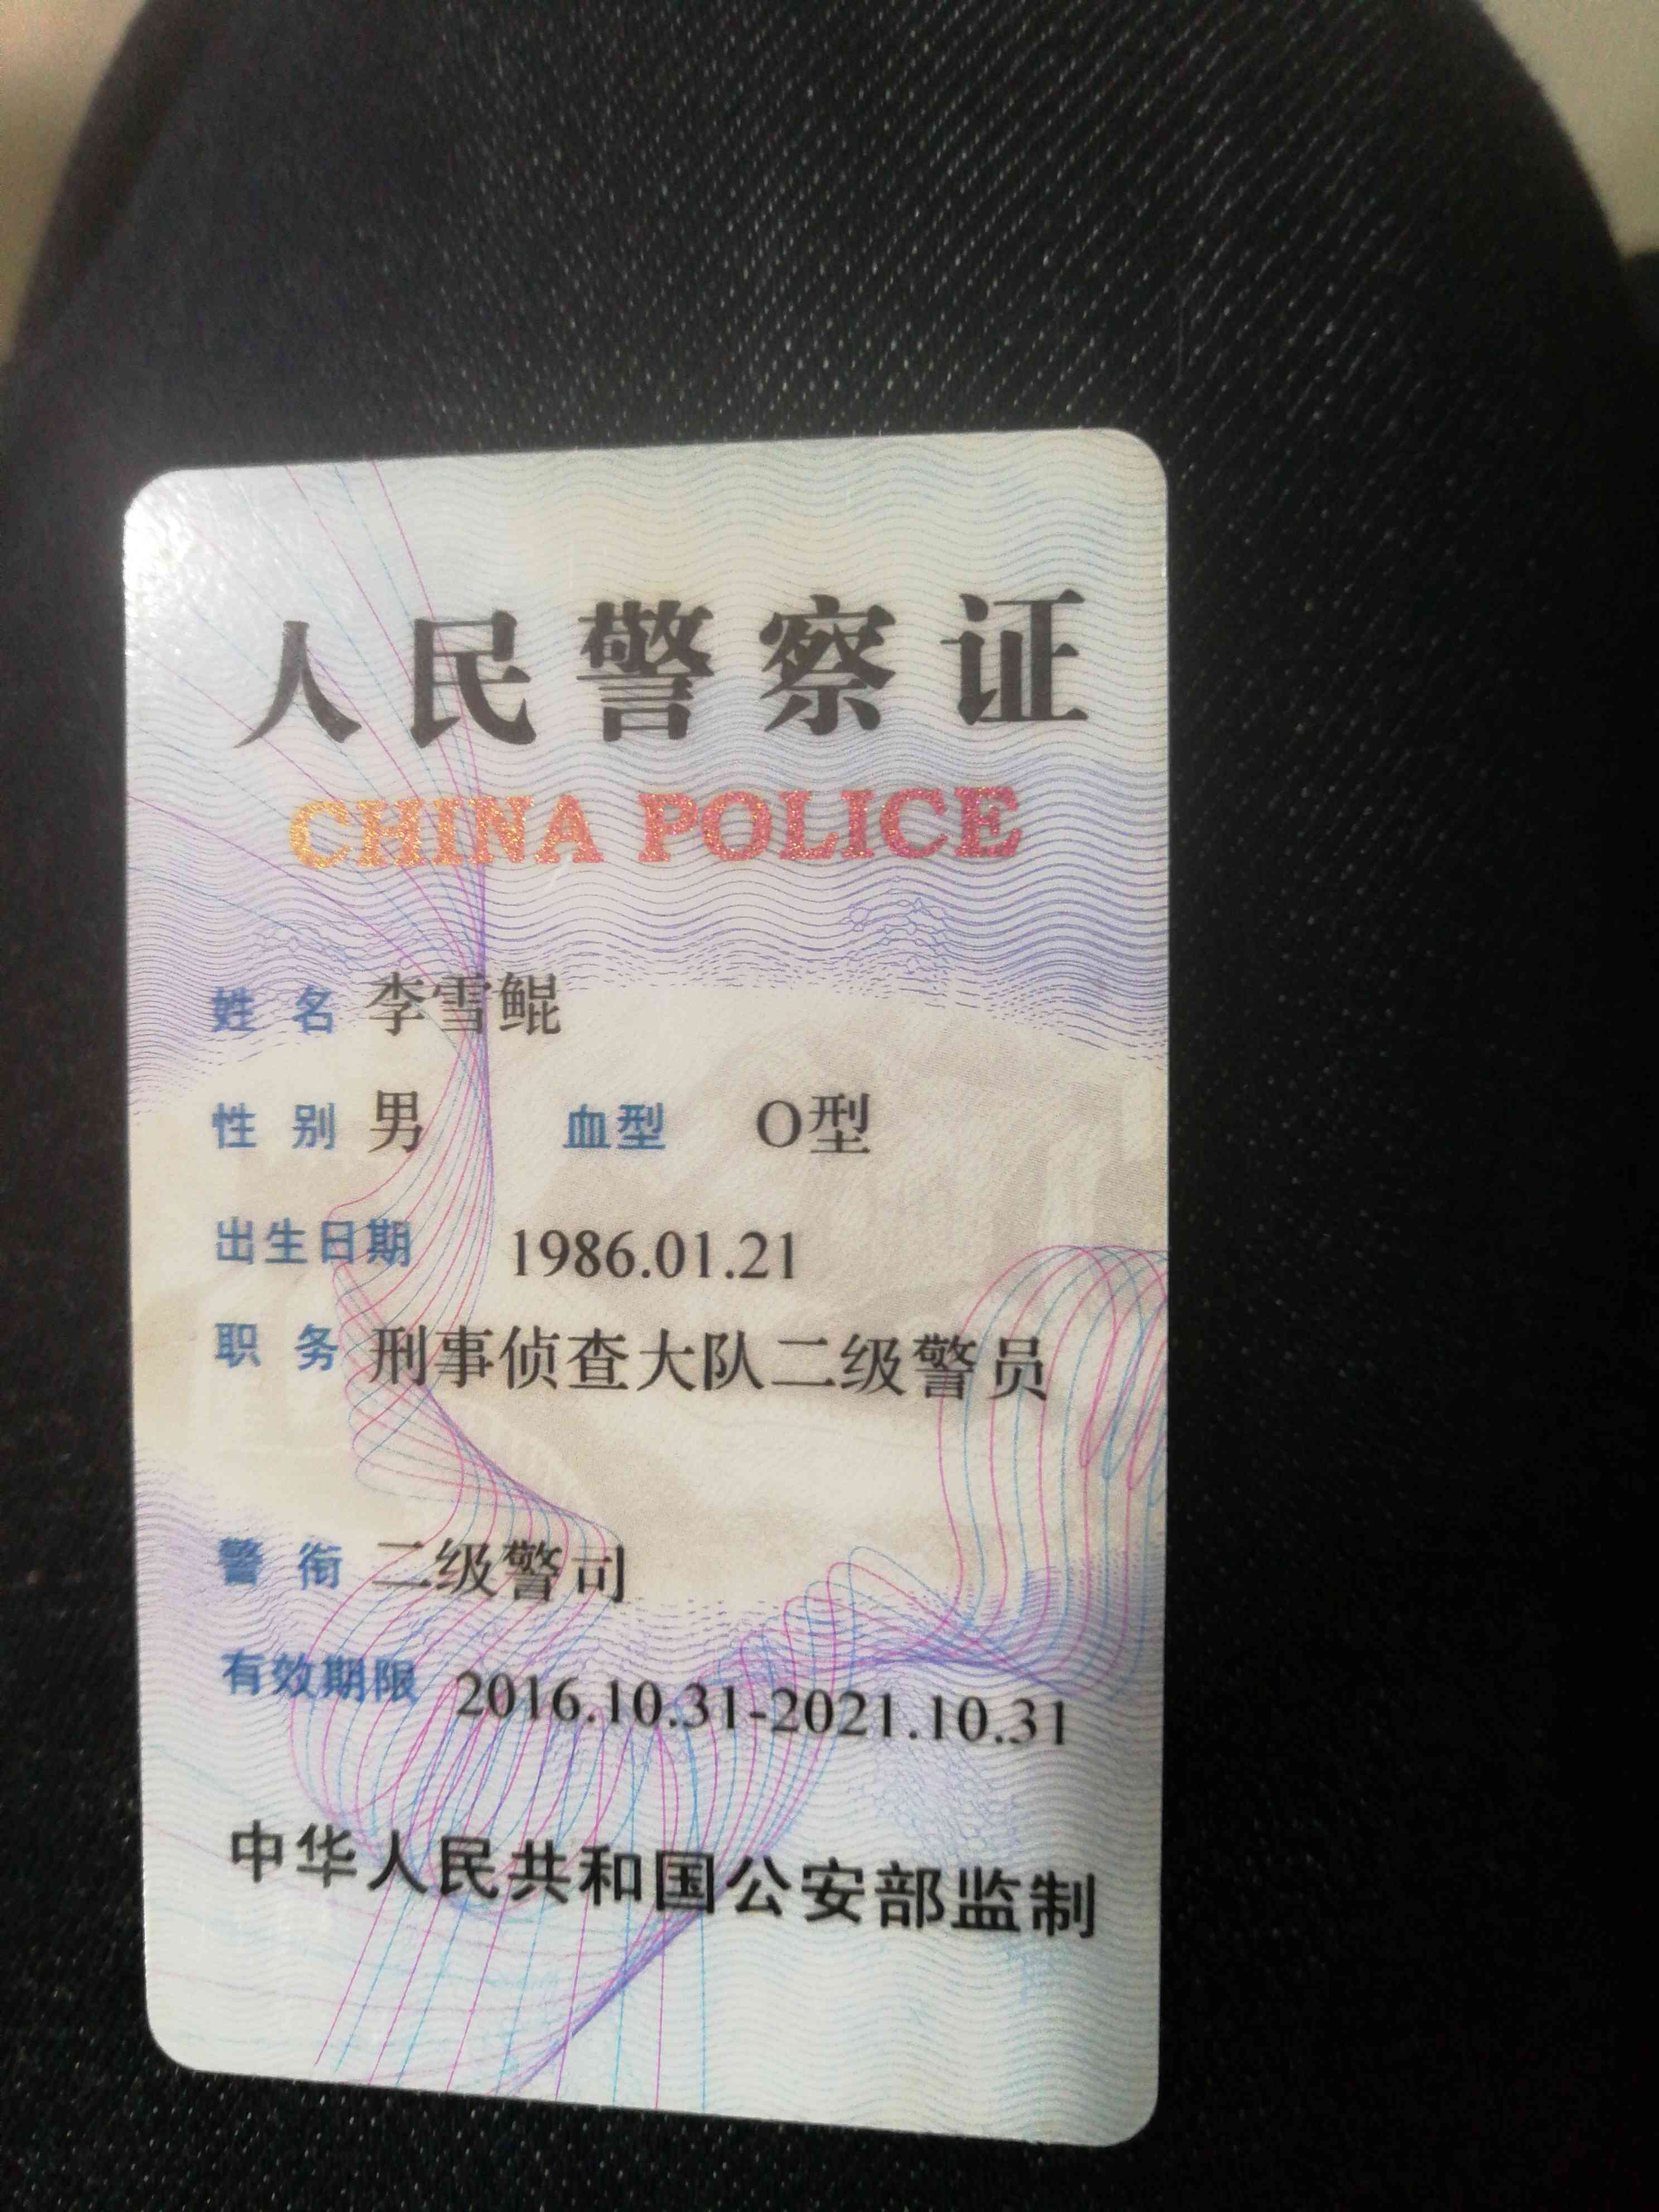 人民警察证
CHINA POLICE
姓 名 李雪鲲
性 别 男 血型 O型
出生日期 1986.01.21
职 务 刑事侦查大队二级警员
警 衔 二级警司
有效期限 2016.10.31-2021.10.31
中华人民共和国公安部监制